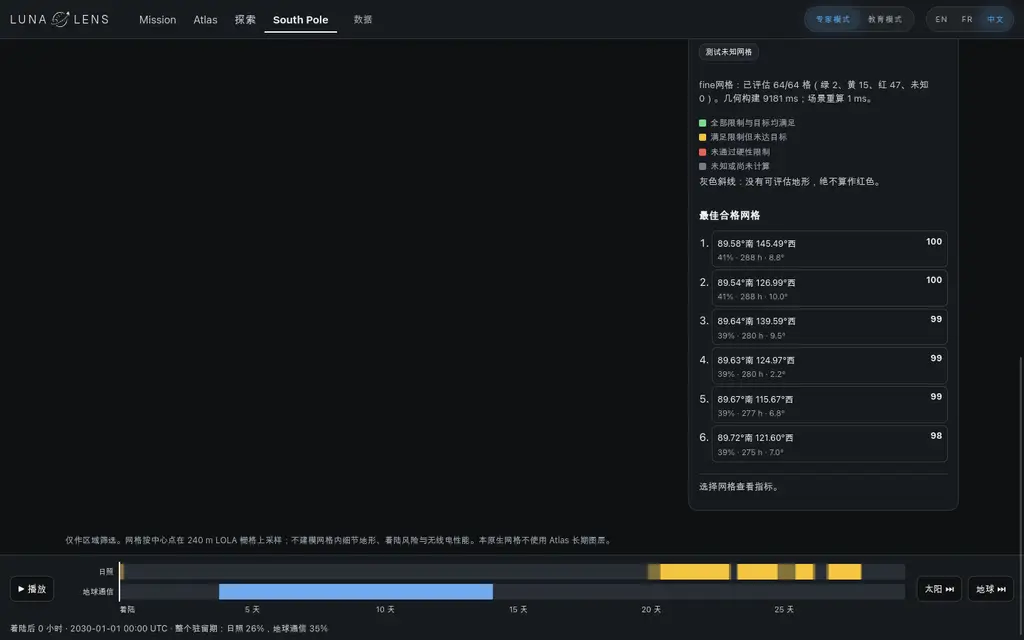 LUNA LENS
Mission
Atlas
探索
South Pole
数据
专家模式
教育模式
EN
FR
中文
测试未知网格
fine网格：已评估 64/64 格（绿 2、黄 15、红 47、未知
0）。几何构建 9181 ms；场景重算 1 ms。
全部限制与目标均满足
满足限制但未达目标
未通过硬性限制
未知或尚未计算
灰色斜线：没有可评估地形，绝不算作红色。
最佳合格网格
1. 89.58°南 145.49°西 100
41% · 288 h · 8.6°
2. 89.54°南 126.99°西 100
41% · 288 h · 10.0°
3. 89.64°南 139.59°西 99
39% · 280 h · 9.5°
4. 89.63°南 124.97°西 99
39% · 280 h · 2.2°
5. 89.67°南 115.67°西 99
39% · 277 h · 6.8°
6. 89.72°南 121.60°西 98
39% · 275 h · 7.0°
选择网格查看指标。
仅作区域筛选。网格按中心点在 240 m LOLA 栅格上采样；不建模网格内细节地形、着陆风险与无线电性能。本原生网格不使用 Atlas 长期图层。
▶ 播放
日照
地球通信
着陆
5 天
10 天
15 天
20 天
25 天
太阳 ⏭
地球 ⏭
着陆后 0 小时 · 2030-01-01 00:00 UTC · 整个驻留期：日照 26%，地球通信 35%